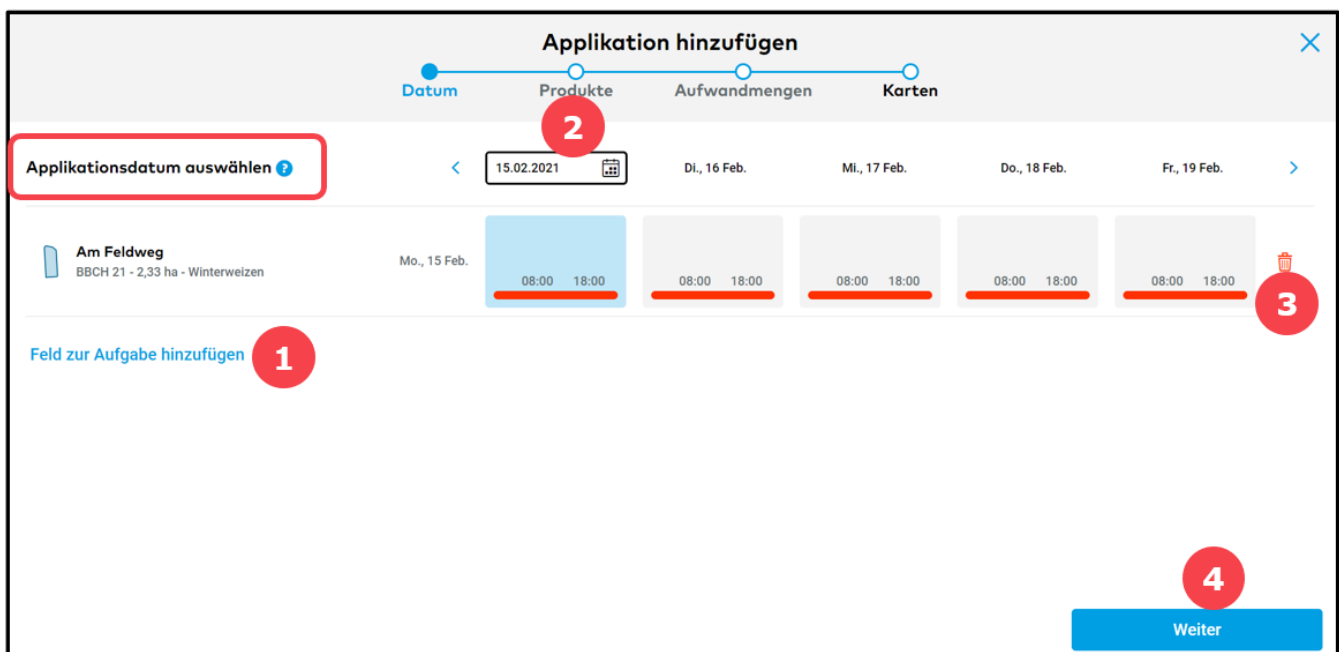 Applikation hinzufügen
Datum Produkte Aufwandmengen Karten
2
Applikationsdatum auswählen ? 15.02.2021 Di., 16 Feb. Mi., 17 Feb. Do., 18 Feb. Fr., 19 Feb.
Am Feldweg
BBCH 21 - 2,33 ha - Winterweizen
Mo., 15 Feb.
08:00 18:00 08:00 18:00 08:00 18:00 08:00 18:00 08:00 18:00
3
Feld zur Aufgabe hinzufügen 1
4
Weiter